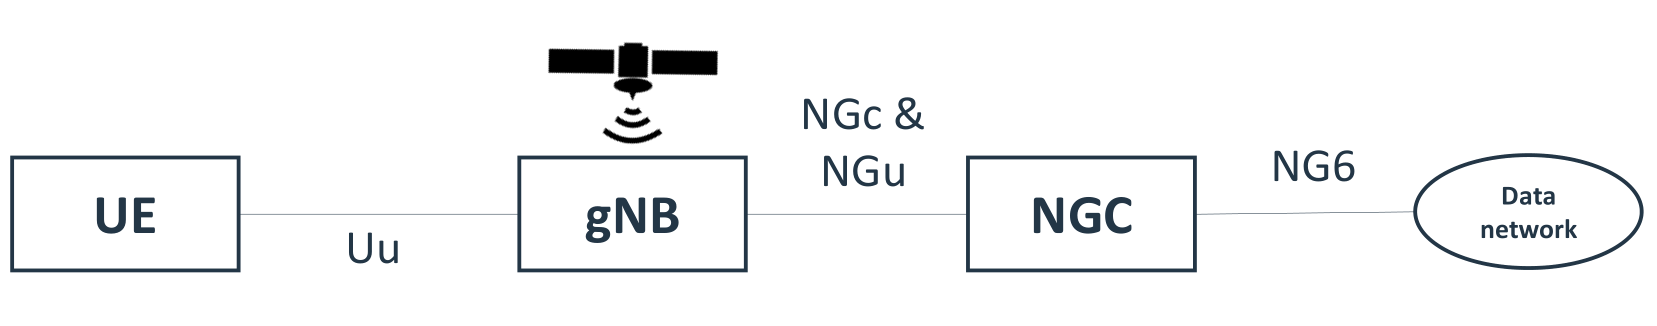 UE
Uu
gNB
NGc &
NGu
NGC
NG6
Data
network